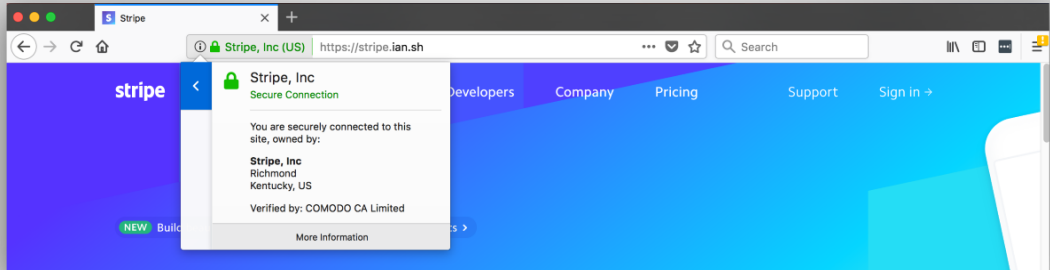 Stripe
Stripe, Inc (US)
https://stripe.ian.sh
Search
stripe
Developers
Company
Pricing
Support
Sign in →
Stripe, Inc
Secure Connection
You are securely connected to this
site, owned by:
Stripe, Inc
Richmond
Kentucky, US
Verified by: COMODO CA Limited
More Information
NEW